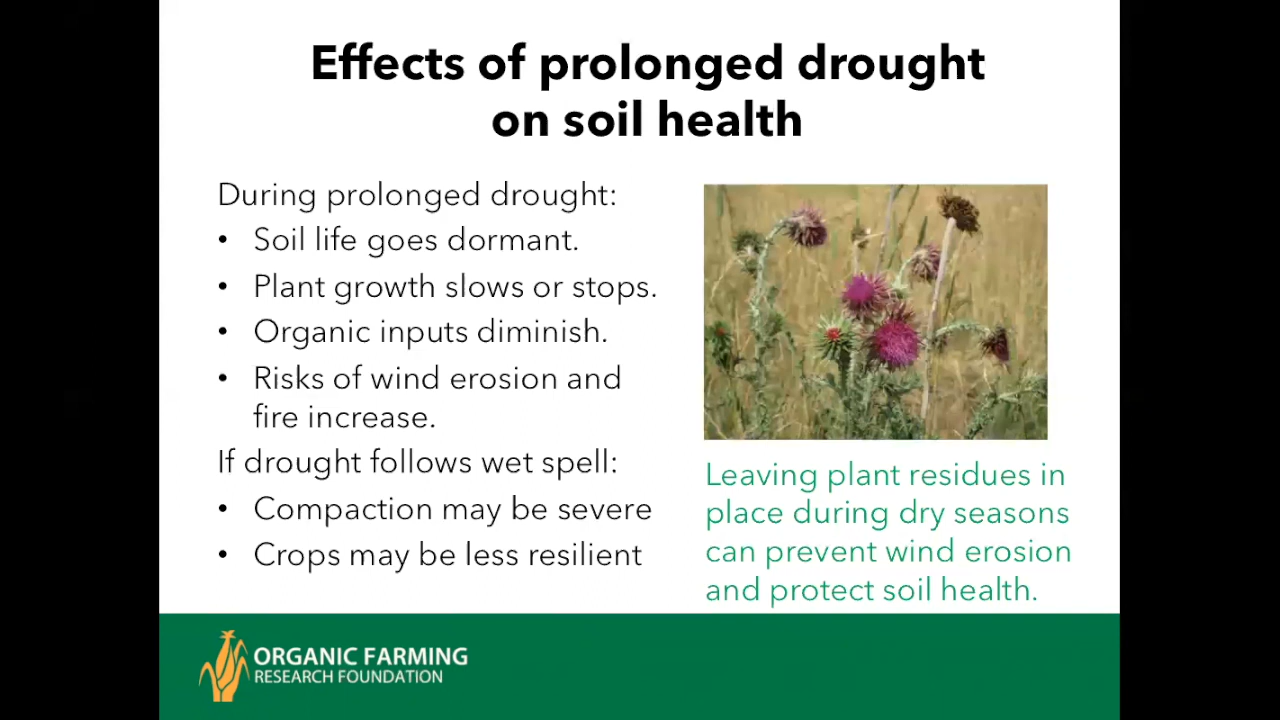 Effects of prolonged drought
on soil health
During prolonged drought:
• Soil life goes dormant.
• Plant growth slows or stops.
• Organic inputs diminish.
• Risks of wind erosion and
fire increase.
If drought follows wet spell:
• Compaction may be severe
• Crops may be less resilient
Leaving plant residues in
place during dry seasons
can prevent wind erosion
and protect soil health.
ORGANIC FARMING
RESEARCH FOUNDATION